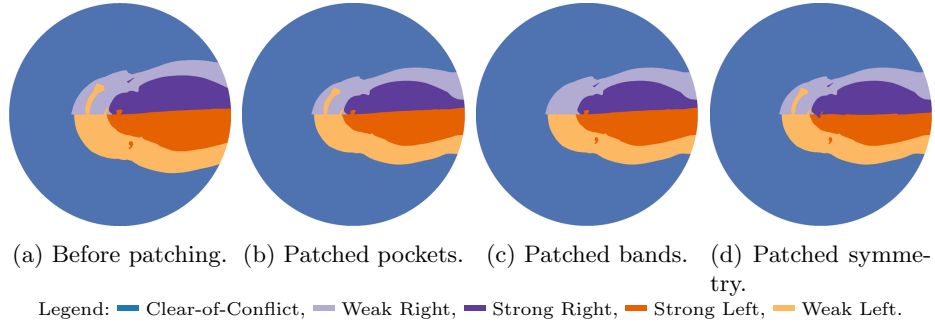 (a) Before patching. (b) Patched pockets. (c) Patched bands. (d) Patched symme-
try.
Legend: Clear-of-Conflict, Weak Right, Strong Right, Strong Left, Weak Left.